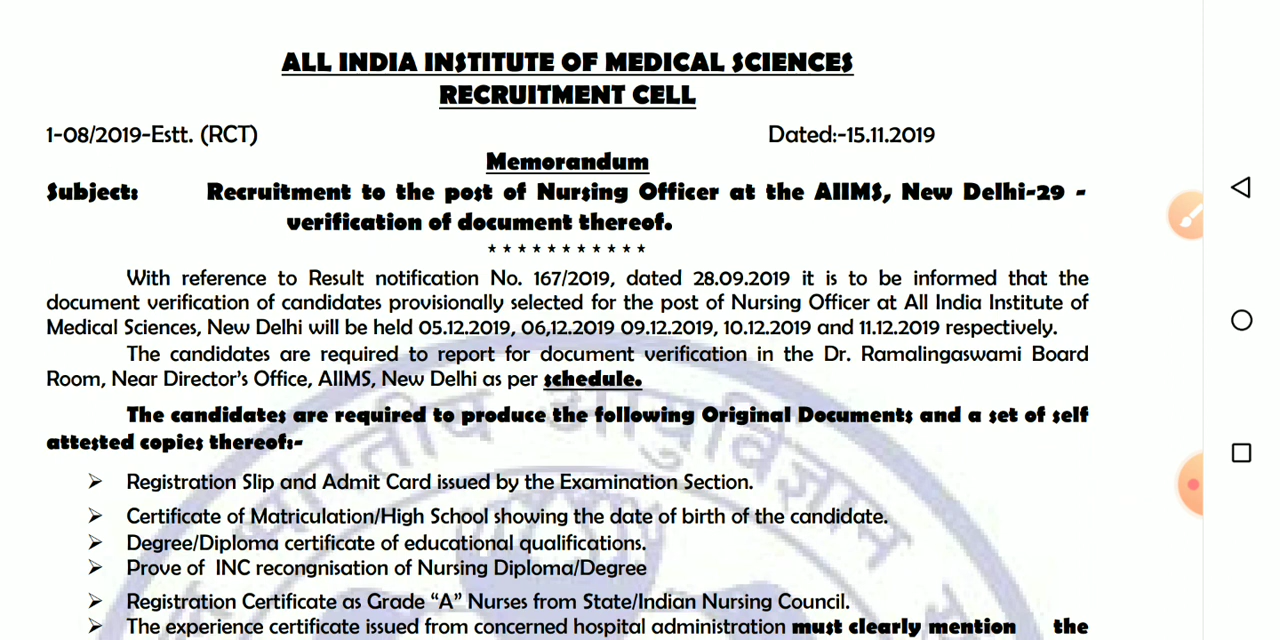 ALL INDIA INSTITUTE OF MEDICAL SCIENCES
RECRUITMENT CELL
1-08/2019-Estt. (RCT) Dated:-15.11.2019
Memorandum
Subject: Recruitment to the post of Nursing Officer at the AIIMS, New Delhi-29 -
verification of document thereof.
* * * * * * * * * * *
With reference to Result notification No. 167/2019, dated 28.09.2019 it is to be informed that the
document verification of candidates provisionally selected for the post of Nursing Officer at All India Institute of
Medical Sciences, New Delhi will be held 05.12.2019, 06,12.2019 09.12.2019, 10.12.2019 and 11.12.2019 respectively.
The candidates are required to report for document verification in the Dr. Ramalingaswami Board
Room, Near Director's Office, AIIMS, New Delhi as per schedule.
The candidates are required to produce the following Original Documents and a set of self
attested copies thereof:-
➢ Registration Slip and Admit Card issued by the Examination Section.
➢ Certificate of Matriculation/High School showing the date of birth of the candidate.
➢ Degree/Diploma certificate of educational qualifications.
➢ Prove of INC recongnisation of Nursing Diploma/Degree
➢ Registration Certificate as Grade “A” Nurses from State/Indian Nursing Council.
➢ The experience certificate issued from concerned hospital administration must clearly mention the
भारतीय आयुर्विज्ञान